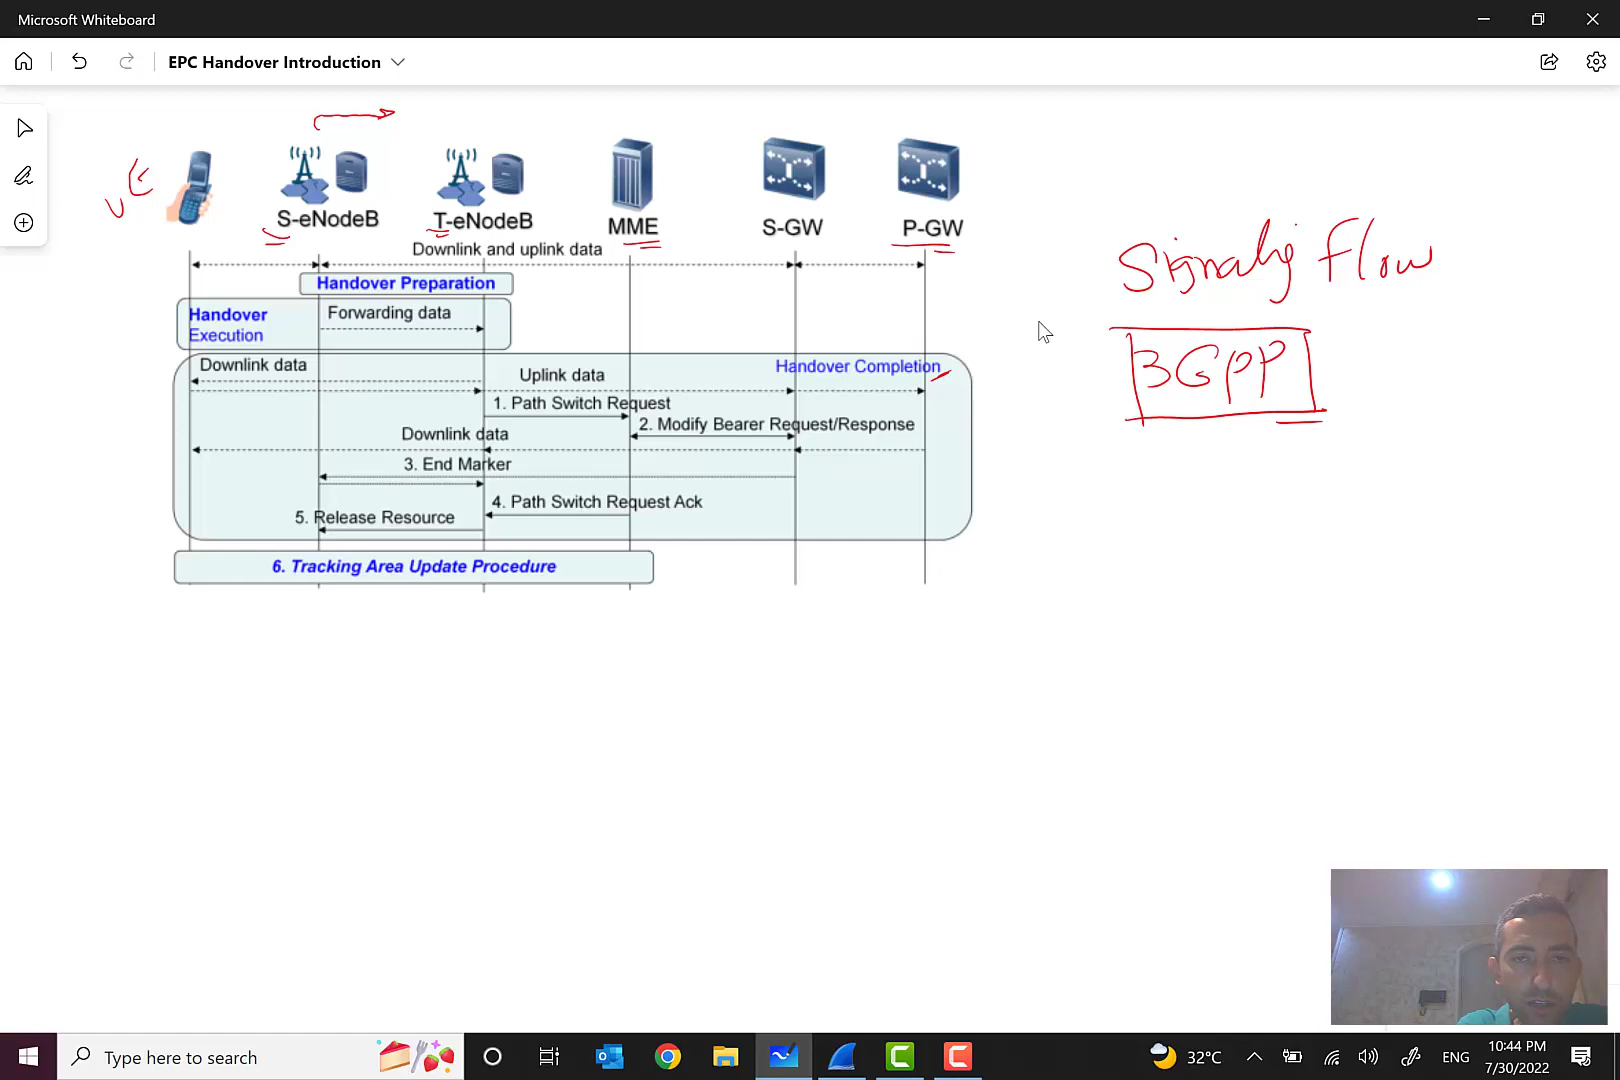 Microsoft Whiteboard
EPC Handover Introduction
UE
S-eNodeB
T-eNodeB
MME
S-GW
P-GW
Downlink and uplink data
Handover Preparation
Handover
Execution
Forwarding data
Downlink data
Uplink data
Handover Completion
1. Path Switch Request
2. Modify Bearer Request/Response
Downlink data
3. End Marker
4. Path Switch Request Ack
5. Release Resource
6. Tracking Area Update Procedure
Signaling Flow
3GPP
Type here to search
32°C
ENG
10:44 PM
7/30/2022